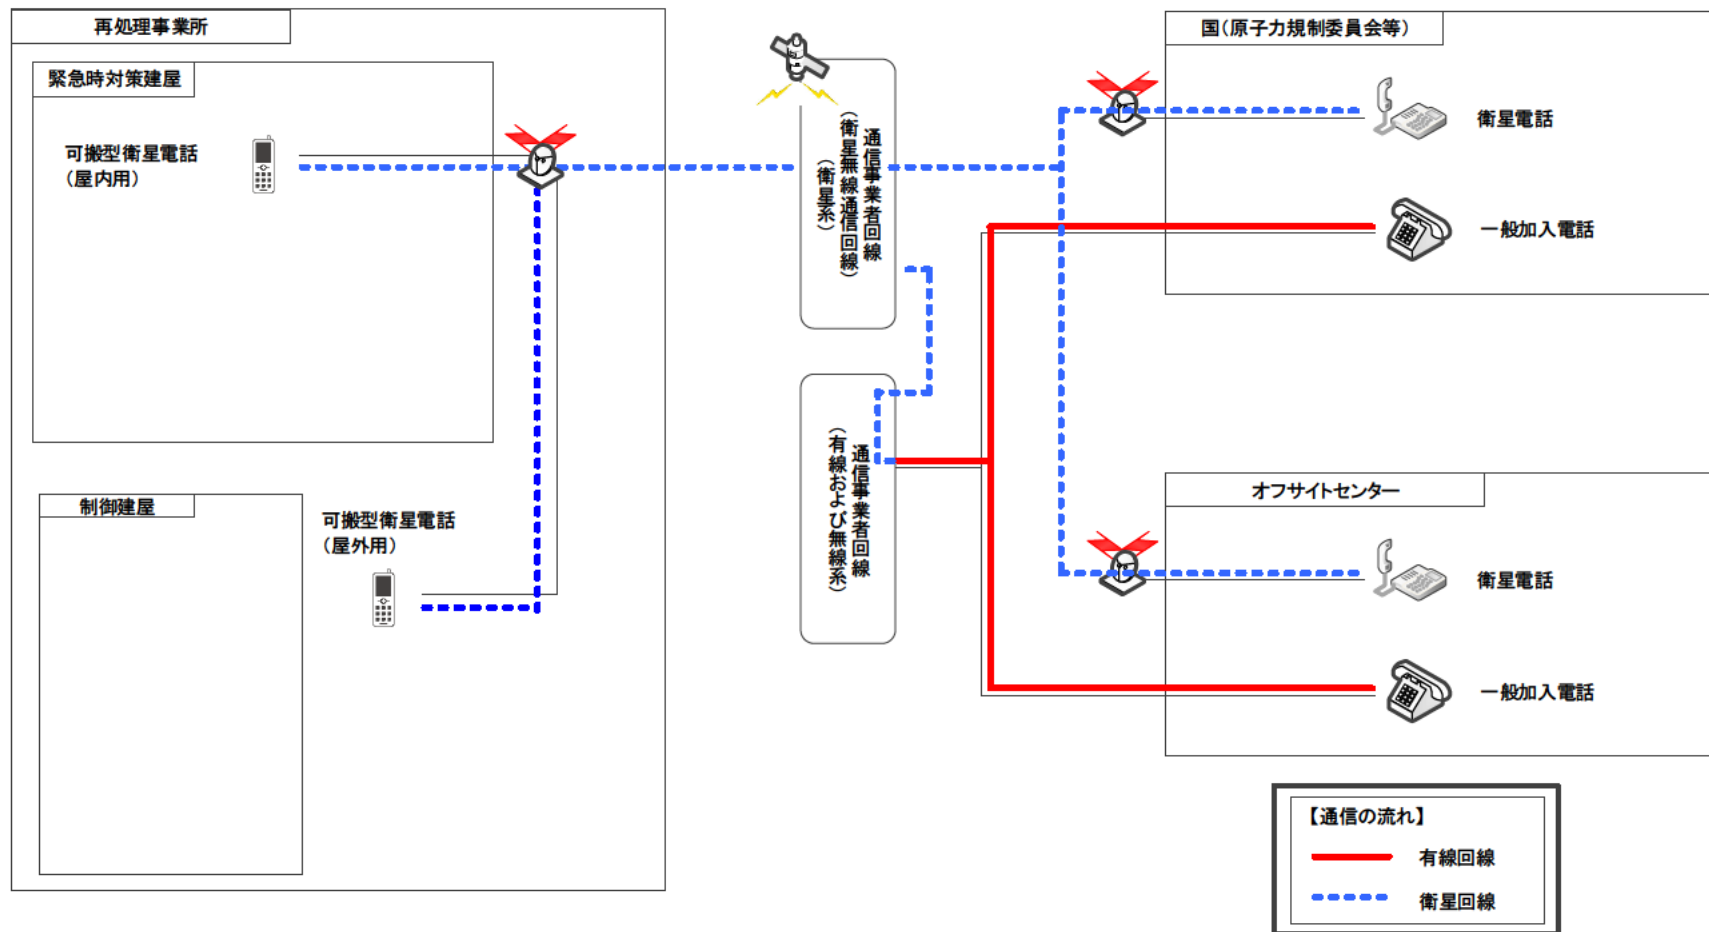 再処理事業所
緊急時対策建屋
可搬型衛星電話
（屋内用）
制御建屋
可搬型衛星電話
（屋外用）
通信事業者回線
（衛星無線通信回線）
（衛星系）
通信事業者回線
（有線および無線系）
国（原子力規制委員会等）
衛星電話
一般加入電話
オフサイトセンター
衛星電話
一般加入電話
【通信の流れ】
有線回線
衛星回線